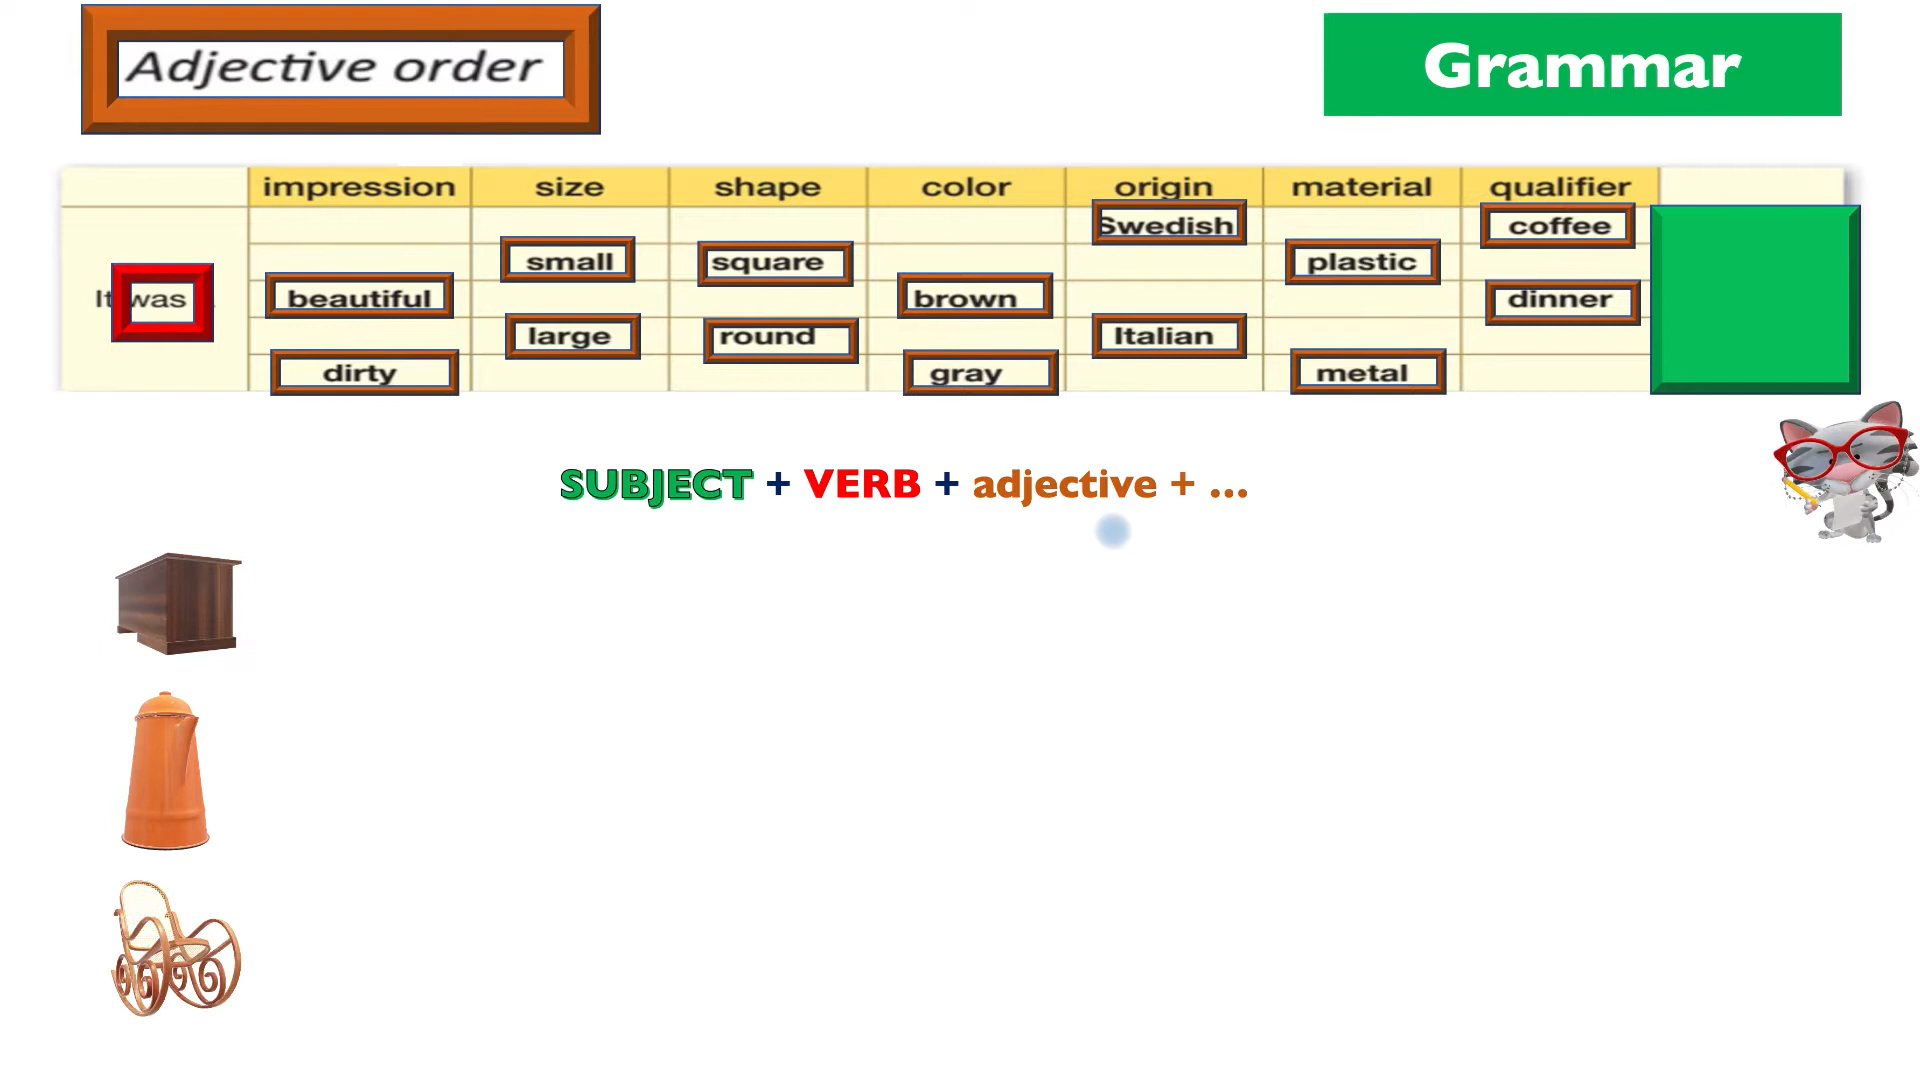 Adjective order
Grammar
impression size shape color origin material qualifier
Swedish coffee
small square plastic
It was beautiful brown dinner
large round Italian
dirty gray metal
SUBJECT + VERB + adjective + ...